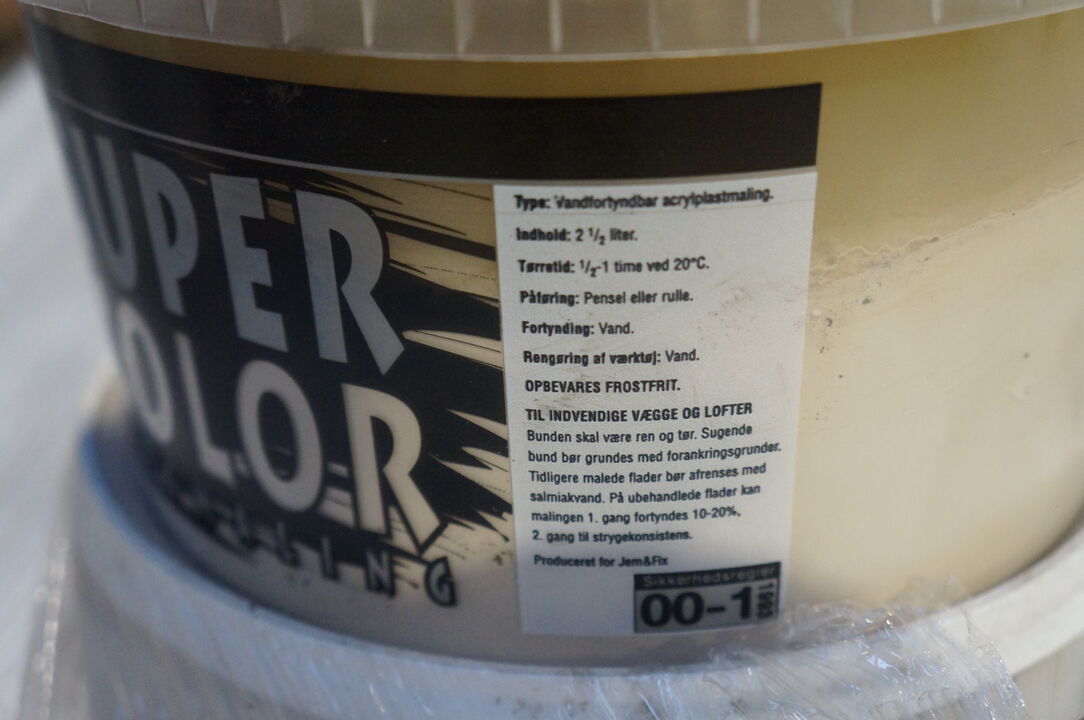 SUPER
COLOR
Type: Vandfortyndbar acrylplastmaling.
Indhold: 2 1/2 liter.
Tørretid: 1/2-1 time ved 20°C.
Påføring: Pensel eller rulle.
Fortynding: Vand.
Rengøring af værktøj: Vand.
OPBEVARES FROSTFRIT.
TIL INDVENDIGE VÆGGE OG LOFTER
Bunden skal være ren og tør. Sugende
bund bør grundes med forankringsgrunder.
Tidligere malede flader bør afrenses med
salmiakvand. På ubehandlede flader kan
malingen 1. gang fortyndes 10-20%,
2. gang til strygekonsistens.
Produceret for Jem&Fix
Sikkerhedsregler
00-1 1993